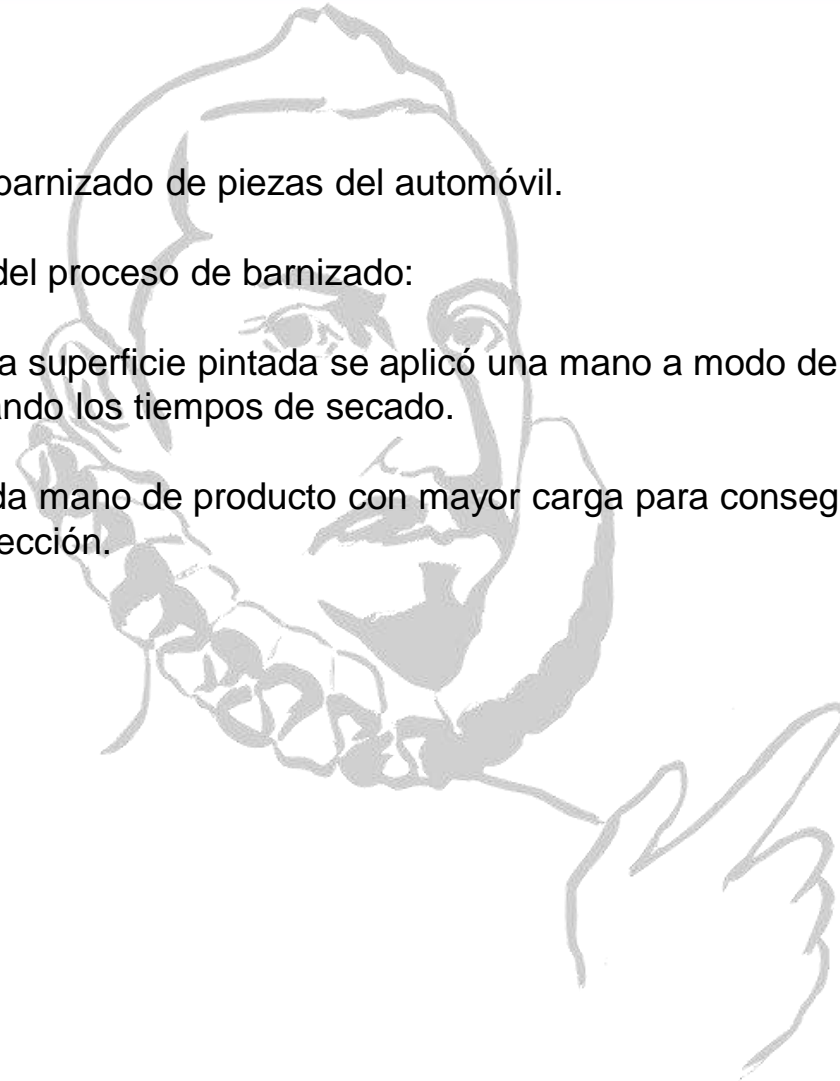 barnizado de piezas del automóvil.
del proceso de barnizado:
a superficie pintada se aplicó una mano a modo de
ando los tiempos de secado.
da mano de producto con mayor carga para conseg
ección.